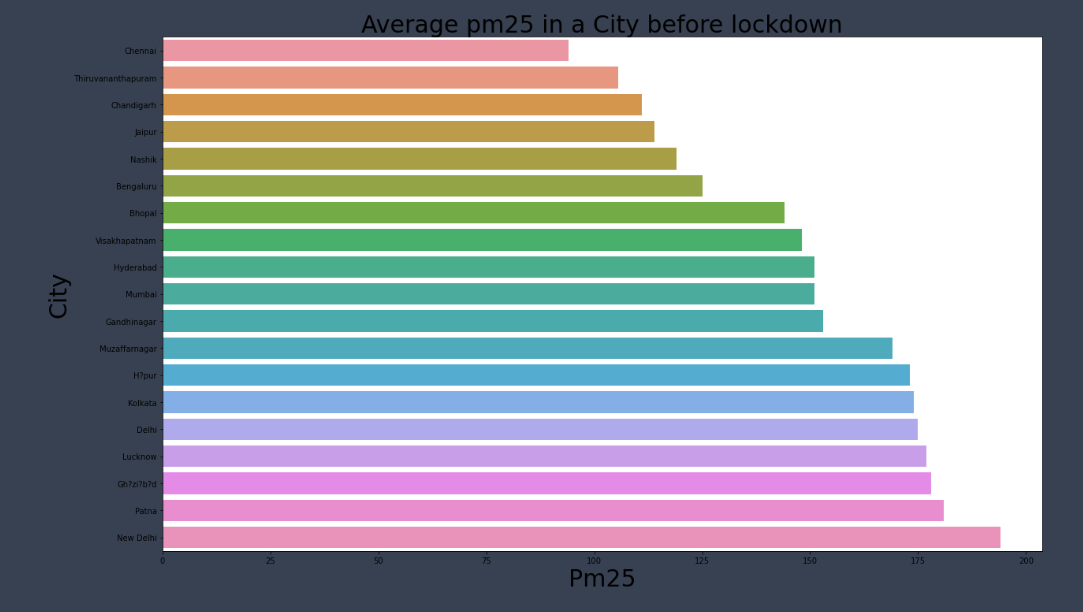 Average pm25 in a City before lockdown
Chennai
Thiruvananthapuram
Chandigarh
Jaipur
Nashik
Bengaluru
Bhopal
Visakhapatnam
Hyderabad
Mumbai
Gandhinagar
Muzaffarnagar
H?pur
Kolkata
Delhi
Lucknow
Gh?zi?b?d
Patna
New Delhi
City
0 25 50 75 100 125 150 175 200
Pm25